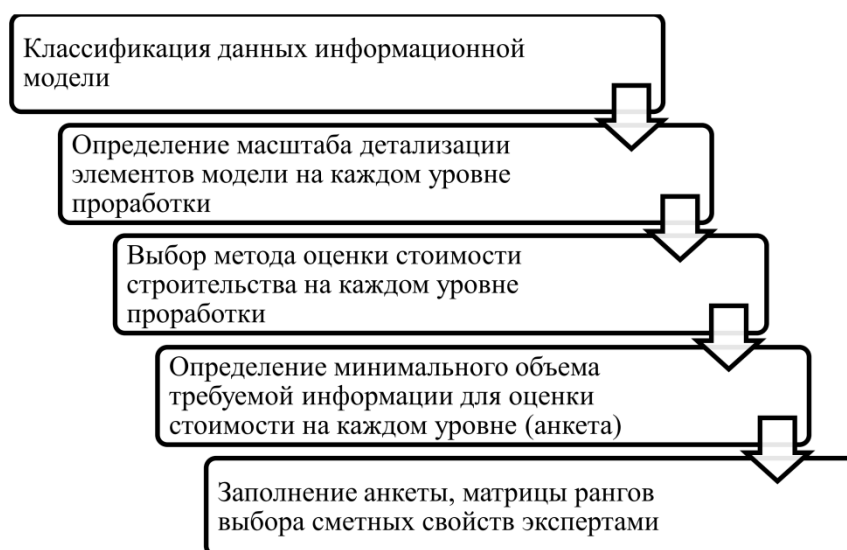 Классификация данных информационной
модели
Определение масштаба детализации
элементов модели на каждом уровне
проработки
Выбор метода оценки стоимости
строительства на каждом уровне
проработки
Определение минимального объема
требуемой информации для оценки
стоимости на каждом уровне (анкета)
Заполнение анкеты, матрицы рангов
выбора сметных свойств экспертами